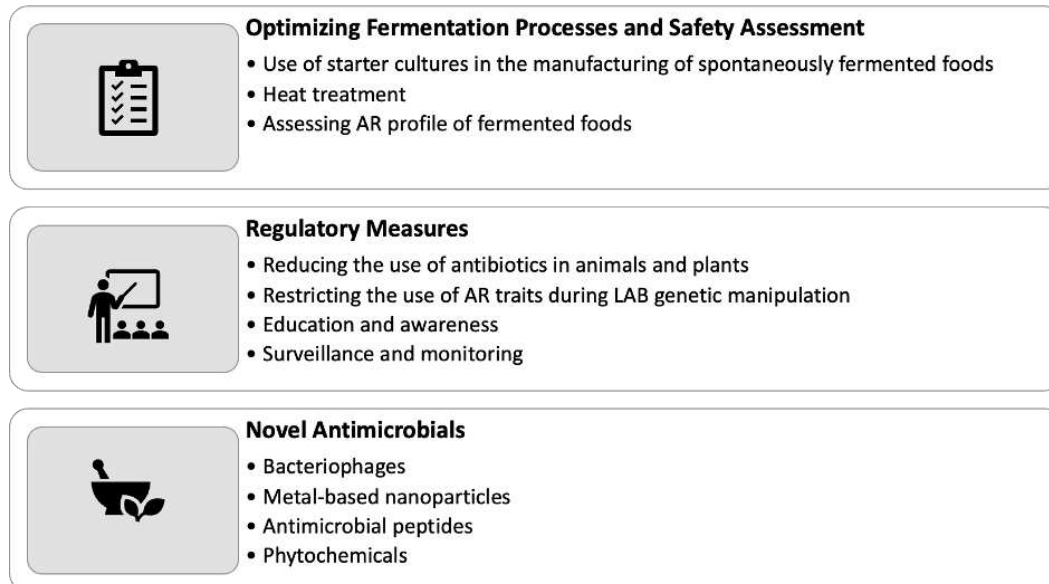 Optimizing Fermentation Processes and Safety Assessment
• Use of starter cultures in the manufacturing of spontaneously fermented foods
• Heat treatment
• Assessing AR profile of fermented foods
Regulatory Measures
• Reducing the use of antibiotics in animals and plants
• Restricting the use of AR traits during LAB genetic manipulation
• Education and awareness
• Surveillance and monitoring
Novel Antimicrobials
• Bacteriophages
• Metal-based nanoparticles
• Antimicrobial peptides
• Phytochemicals